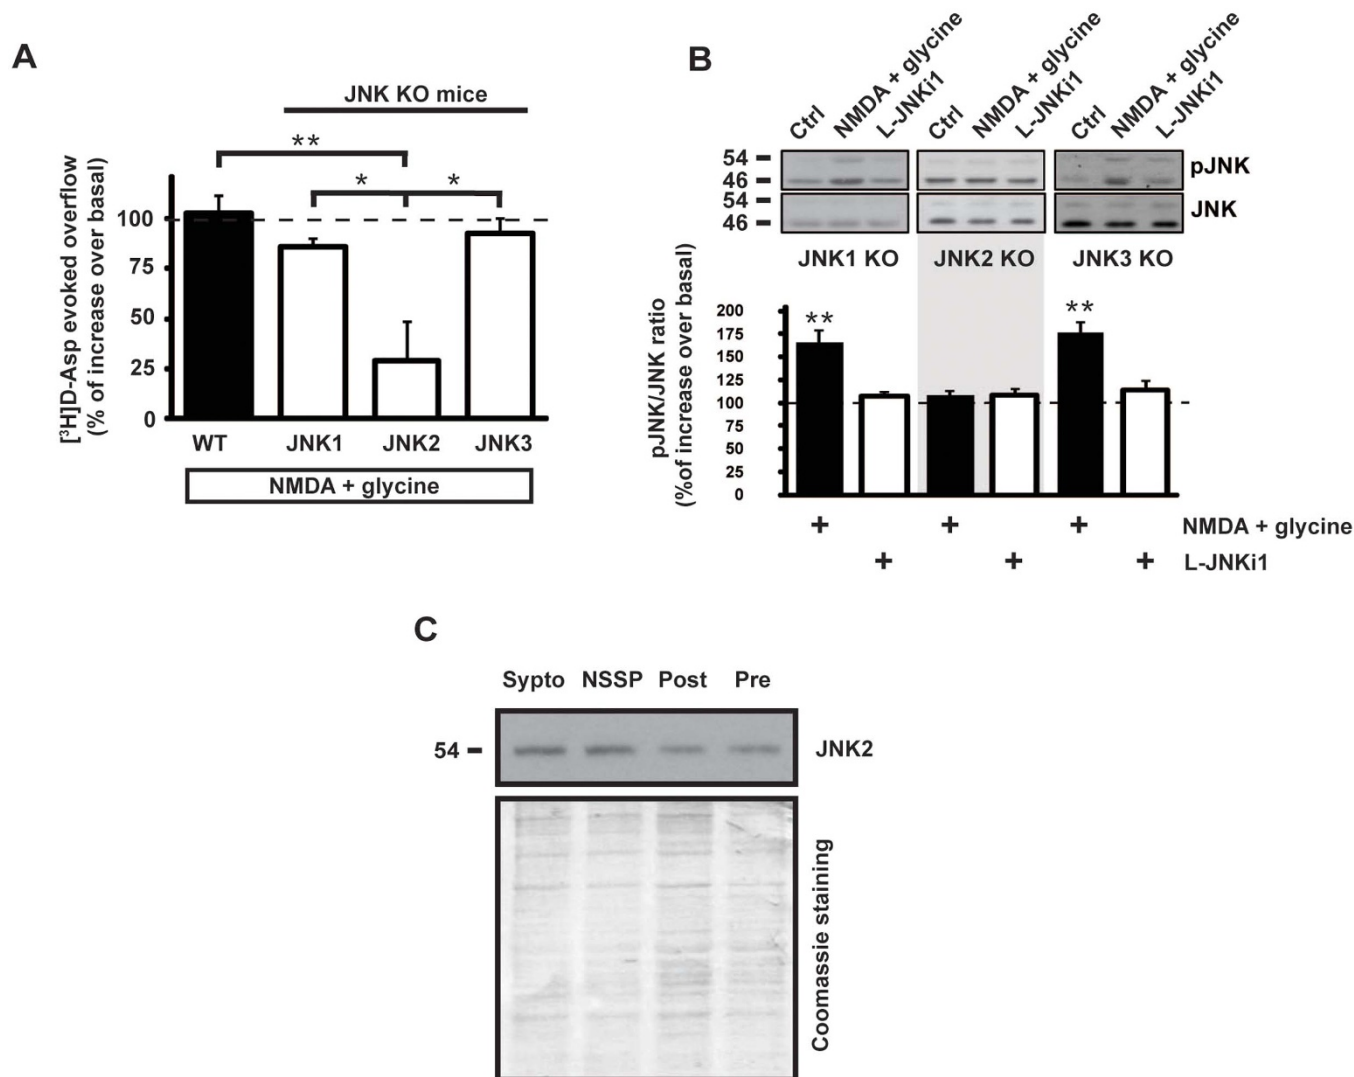 A
JNK KO mice
**
* *
[³H]D-Asp evoked overflow
(% of increase over basal)
100
75
50
25
0
WT JNK1 JNK2 JNK3
NMDA + glycine
B
Ctrl NMDA + glycine L-JNKi1 Ctrl NMDA + glycine L-JNKi1 Ctrl NMDA + glycine L-JNKi1
54
46
pJNK
54
46
JNK
JNK1 KO JNK2 KO JNK3 KO
pJNK/JNK ratio
(%of increase over basal)
200
175
150
125
100
75
50
25
0
** **
+ + + NMDA + glycine
+ + + L-JNKi1
C
Sypto NSSP Post Pre
54
JNK2
Coomassie staining